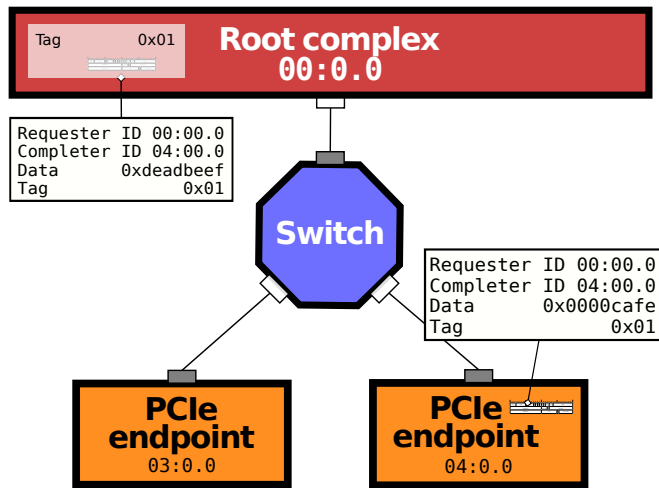 Tag 0x01
Root complex
00:0.0
Requester ID 00:00.0
Completer ID 04:00.0
Data 0xdeadbeef
Tag 0x01
Switch
Requester ID 00:00.0
Completer ID 04:00.0
Data 0x0000cafe
Tag 0x01
PCIe
endpoint
03:0.0
PCIe
endpoint
04:0.0